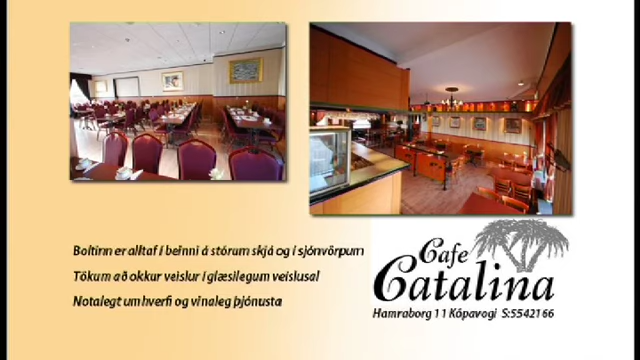 Boltinn er alltaf í beinni á stórum skjá og í sjónvörpum
Tökum að okkur veislur í glæsilegum veislusal
Notalegt umhverfi og vinaleg þjónusta
Cafe
Catalina
Hamraborg 11 Kópavogi S:5542166